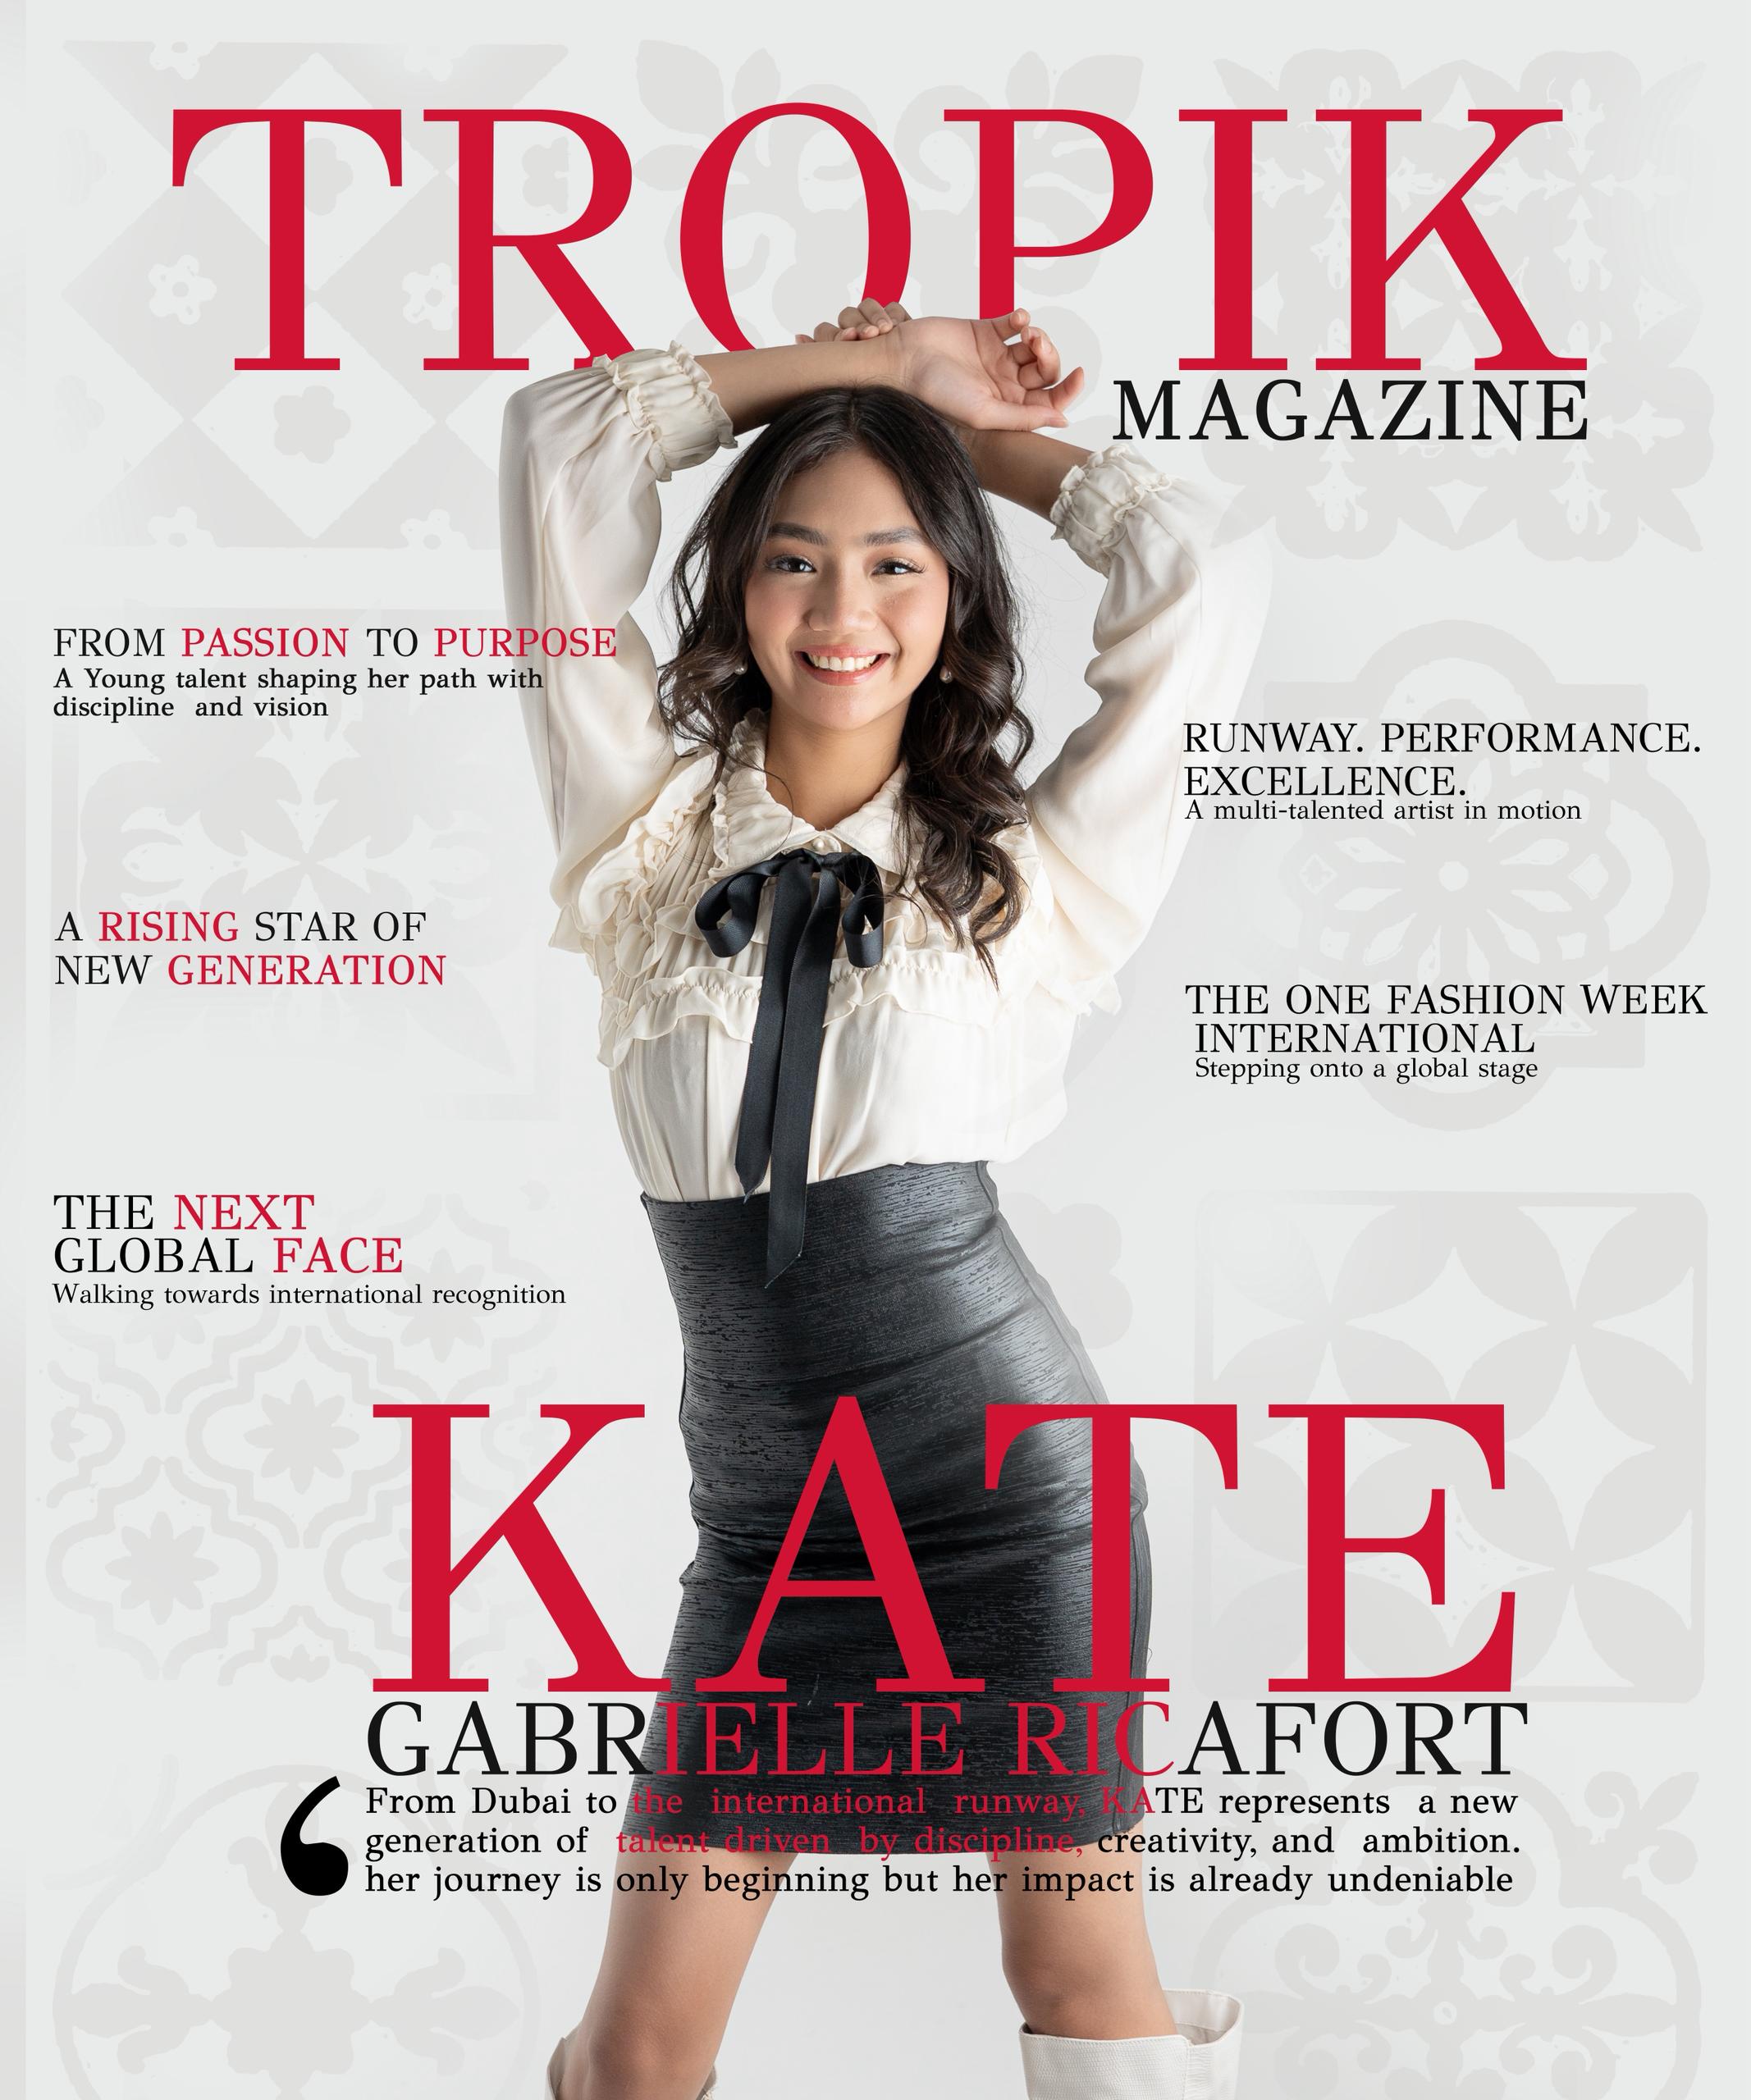 TROPIK
MAGAZINE
FROM PASSION TO PURPOSE
A Young talent shaping her path with
discipline and vision
RUNWAY. PERFORMANCE.
EXCELLENCE.
A multi-talented artist in motion
A RISING STAR OF
NEW GENERATION
THE ONE FASHION WEEK
INTERNATIONAL
Stepping onto a global stage
THE NEXT
GLOBAL FACE
Walking towards international recognition
KATE
GABRIELLE RICAFORT
‘ From Dubai to the international runway, KATE represents a new
generation of talent driven by discipline, creativity, and ambition.
her journey is only beginning but her impact is already undeniable